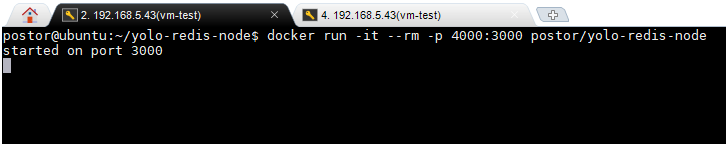 2. 192.168.5.43(vm-test)
4. 192.168.5.43(vm-test)
postor@ubuntu:~/yolo-redis-node$ docker run -it --rm -p 4000:3000 postor/yolo-redis-node
started on port 3000